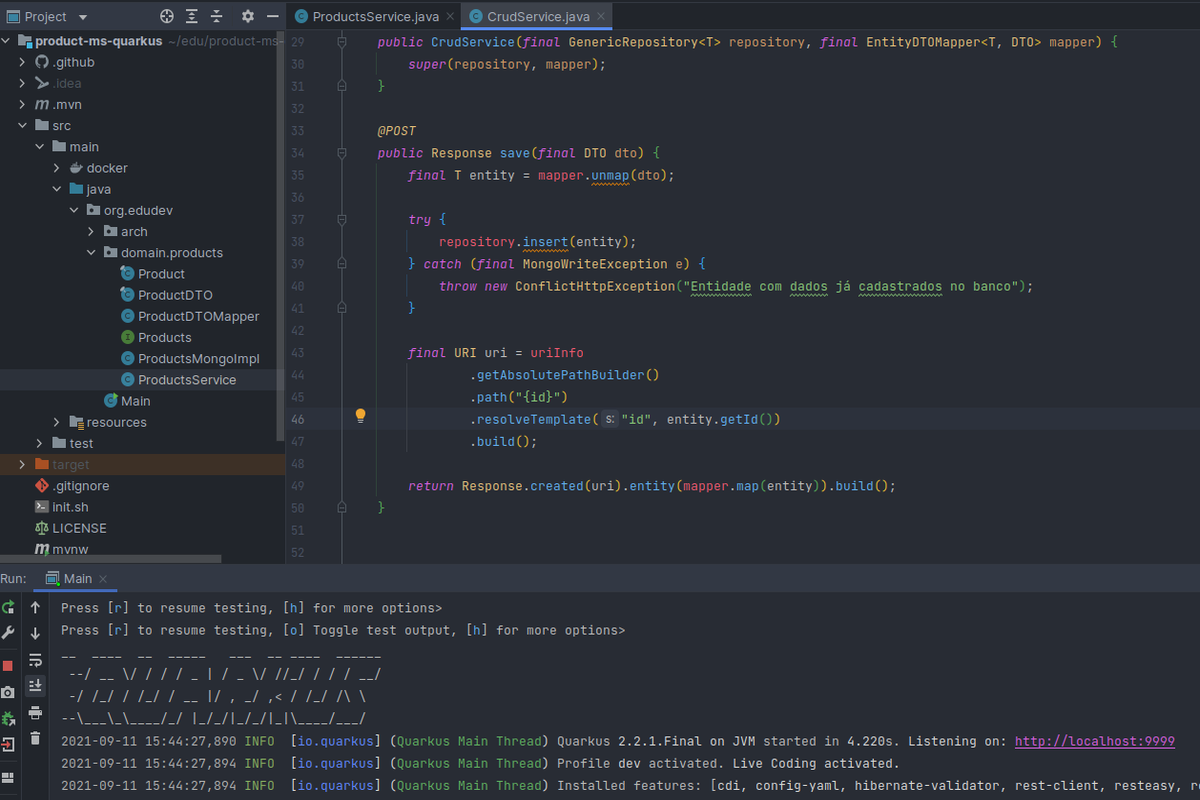 Project
ProductsService.java
CrudService.java
product-ms-quarkus ~/edu/product-ms-
.github
.idea
.mvn
src
main
docker
java
org.edudev
arch
domain.products
Product
ProductDTO
ProductDTOMapper
Products
ProductsMongoImpl
ProductsService
Main
resources
test
target
.gitignore
init.sh
LICENSE
mvnw
29 public CrudService(final GenericRepository<T> repository, final EntityDTOMapper<T, DTO> mapper) {
30 super(repository, mapper);
31 }
32
33 @POST
34 public Response save(final DTO dto) {
35 final T entity = mapper.unmap(dto);
36
37 try {
38 repository.insert(entity);
39 } catch (final MongoWriteException e) {
40 throw new ConflictHttpException("Entidade com dados já cadastrados no banco");
41 }
42
43 final URI uri = uriInfo
44 .getAbsolutePathBuilder()
45 .path("{id}")
46 .resolveTemplate( s: "id", entity.getId())
47 .build();
48
49 return Response.created(uri).entity(mapper.map(entity)).build();
50 }
51
52
Run: Main
Press [r] to resume testing, [h] for more options>
Press [r] to resume testing, [o] Toggle test output, [h] for more options>
__  ____  __  _____   ___  __ ____  ______
 --/ __ \/ / / / _ | / _ \/ //_/ / / / __/
 -/ /_/ / /_/ / __ |/ , _/ ,< / /_/ /\ \
--\___\_\____/_/ |_/_/|_/_/|_|\____/___/
2021-09-11 15:44:27,890 INFO [io.quarkus] (Quarkus Main Thread) Quarkus 2.2.1.Final on JVM started in 4.220s. Listening on: http://localhost:9999
2021-09-11 15:44:27,894 INFO [io.quarkus] (Quarkus Main Thread) Profile dev activated. Live Coding activated.
2021-09-11 15:44:27,894 INFO [io.quarkus] (Quarkus Main Thread) Installed features: [cdi, config-yaml, hibernate-validator, rest-client, resteasy,